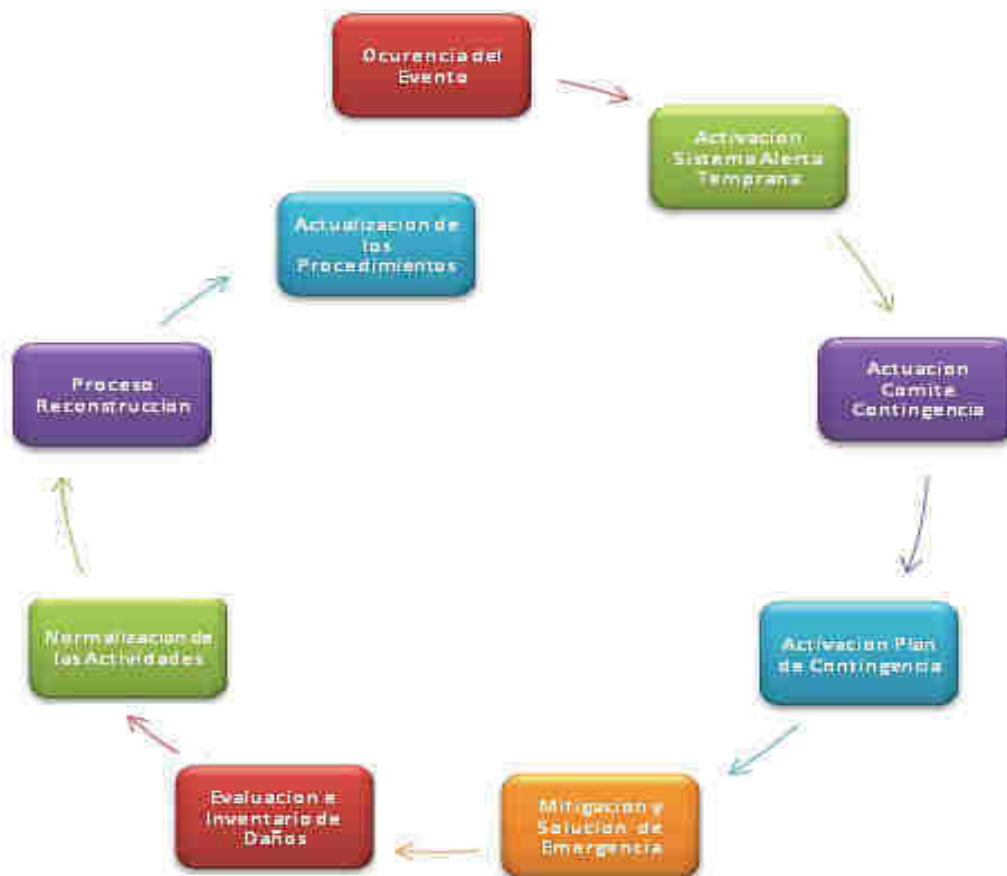 Ocurencia del
Evento
Activacion
Sistema Alerta
Temprana
Actuacion
Comite
Contingencia
Activacion Plan
de Contingencia
Mitigacion y
Solucion de
Emergencia
Evaluacion e
Inventario de
Daños
Normalizacion de
las Actividades
Proceso
Reconstruccion
Actualizacion de
los
Procedimientos